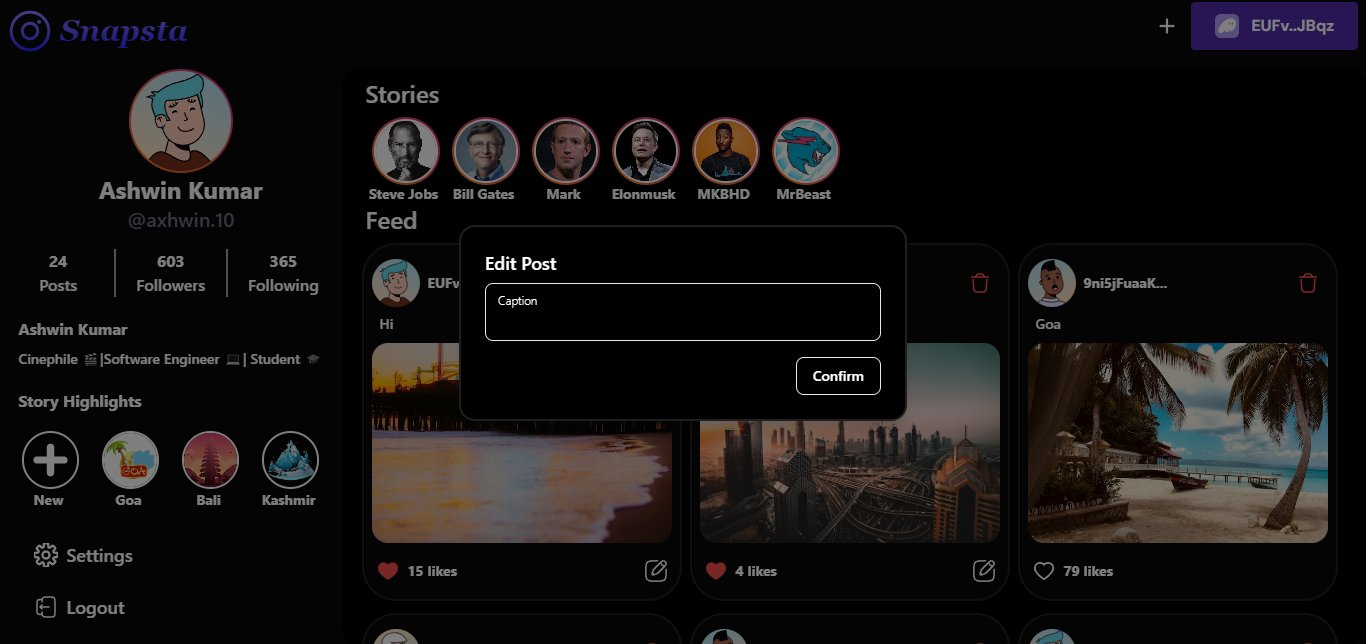 Snapsta
+
EUFv..JBqz
Ashwin Kumar
@axhwin.10
24
Posts
603
Followers
365
Following
Ashwin Kumar
Cinephile 🎬 |Software Engineer 💻 | Student 🎓
Story Highlights
New
Goa
Bali
Kashmir
Settings
Logout
Stories
Steve Jobs
Bill Gates
Mark
Elonmusk
MKBHD
MrBeast
Feed
Edit Post
Caption
Confirm
EUFv
Hi
15 likes
4 likes
9ni5jFuaaK...
Goa
GOA
79 likes